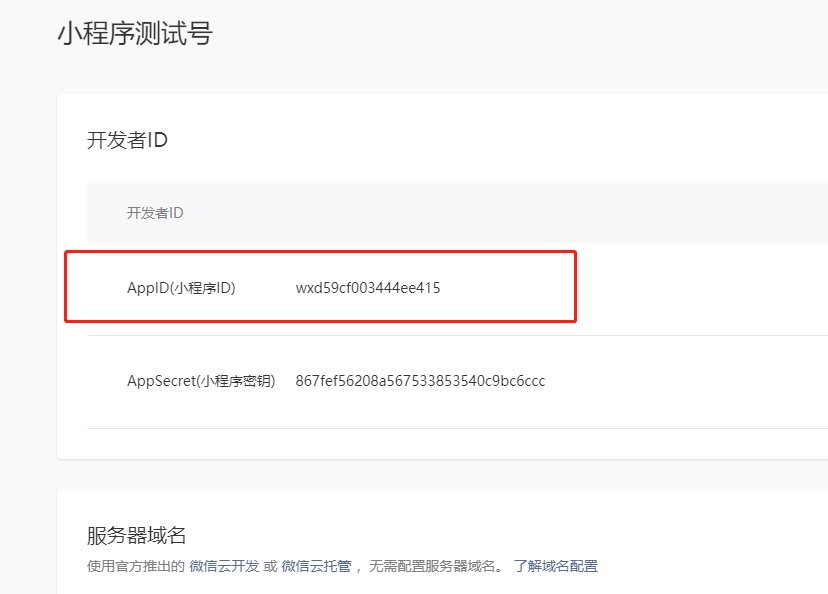 小程序测试号
开发者ID
开发者ID
AppID(小程序ID) wxd59cf003444ee415
AppSecret(小程序密钥) 867fef56208a567533853540c9bc6ccc
服务器域名
使用官方推出的 微信云开发 或 微信云托管 ，无需配置服务器域名。 了解域名配置